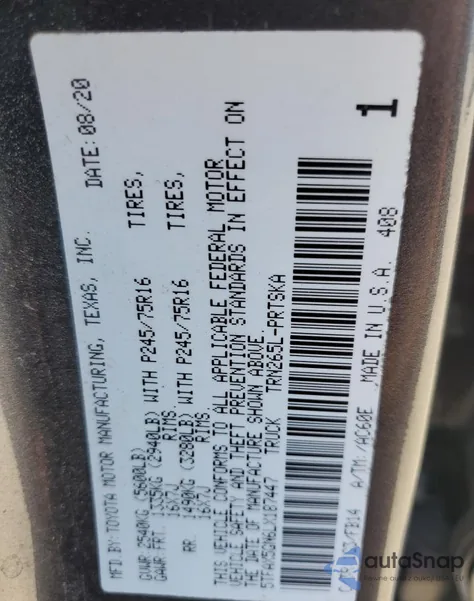 MFD BY: TOYOTA MOTOR MANUFACTURING, TEXAS, INC. DATE: 08/20
GVWR 2540KG (5600LB)
GAWR FRT 1335KG (2940LB) WITH P245/75R16 TIRES,
16X7J RIMS,
RR 1490KG (3280LB) WITH P245/75R16 TIRES,
16X7J RIMS,
THIS VEHICLE CONFORMS TO ALL APPLICABLE FEDERAL MOTOR
VEHICLE SAFETY AND THEFT PREVENTION STANDARDS IN EFFECT ON
THE DATE OF MANUFACTURE SHOWN ABOVE.
TRUCK TRN265L-PRTSKA
/FB14 A/TM: /AC60E MADE IN U.S.A. 408
1
autoSnap